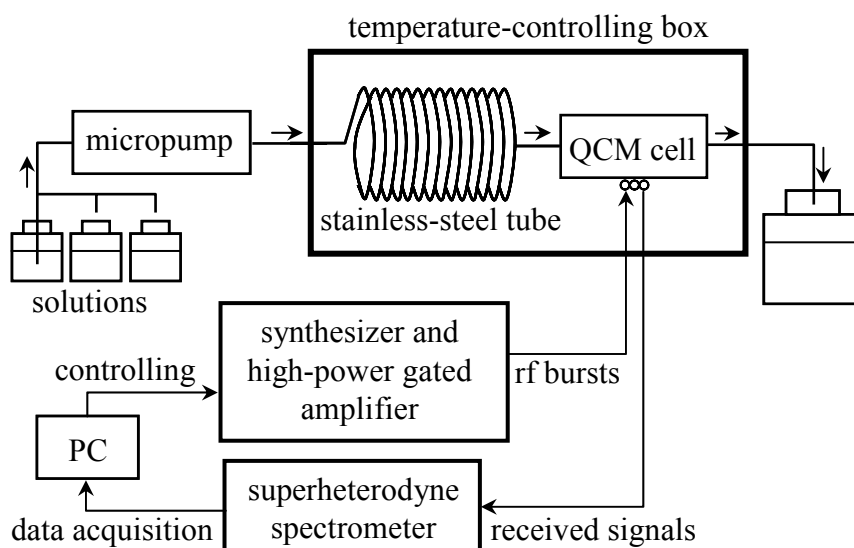 temperature-controlling box
micropump
QCM cell
stainless-steel tube
solutions
synthesizer and
high-power gated
amplifier
controlling
rf bursts
PC
superheterodyne
spectrometer
data acquisition
received signals